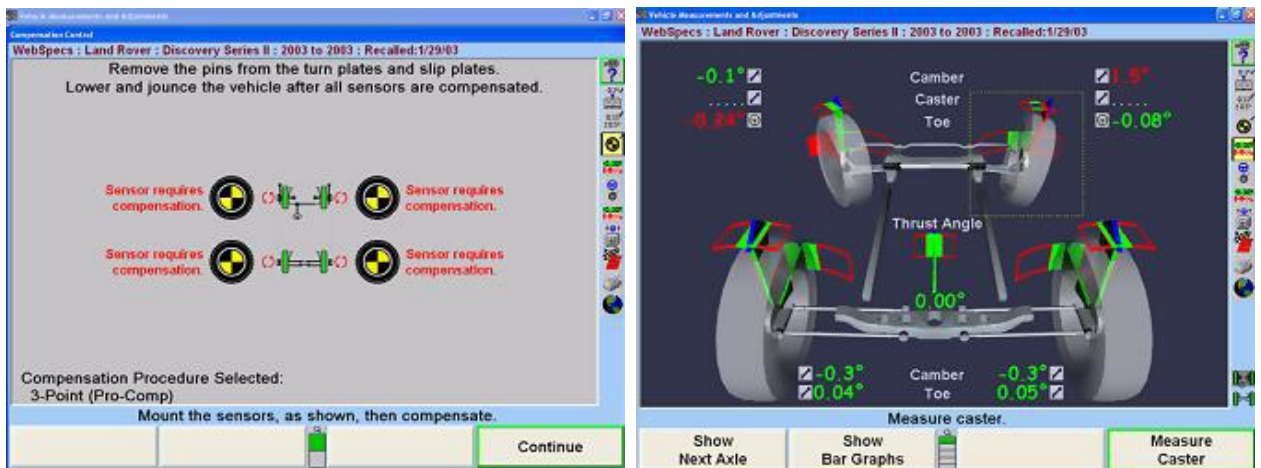 Vehicle Measurements and Adjustments
Compensation Control
WebSpecs : Land Rover : Discovery Series II : 2003 to 2003 : Recalled:1/29/03
Remove the pins from the turn plates and slip plates.
Lower and jounce the vehicle after all sensors are compensated.
Sensor requires
compensation.
Sensor requires
compensation.
Sensor requires
compensation.
Sensor requires
compensation.
Compensation Procedure Selected:
3-Point (Pro-Comp)
Mount the sensors, as shown, then compensate.
Continue
Vehicle Measurements and Adjustments
WebSpecs : Land Rover : Discovery Series II : 2003 to 2003 : Recalled:1/29/03
-0.1° Camber 1.5°
..... Caster .....
-0.24° Toe -0.08°
Thrust Angle
0.00°
-0.3° Camber -0.3°
0.04° Toe 0.05°
Measure caster.
Show
Next Axle
Show
Bar Graphs
Measure
Caster